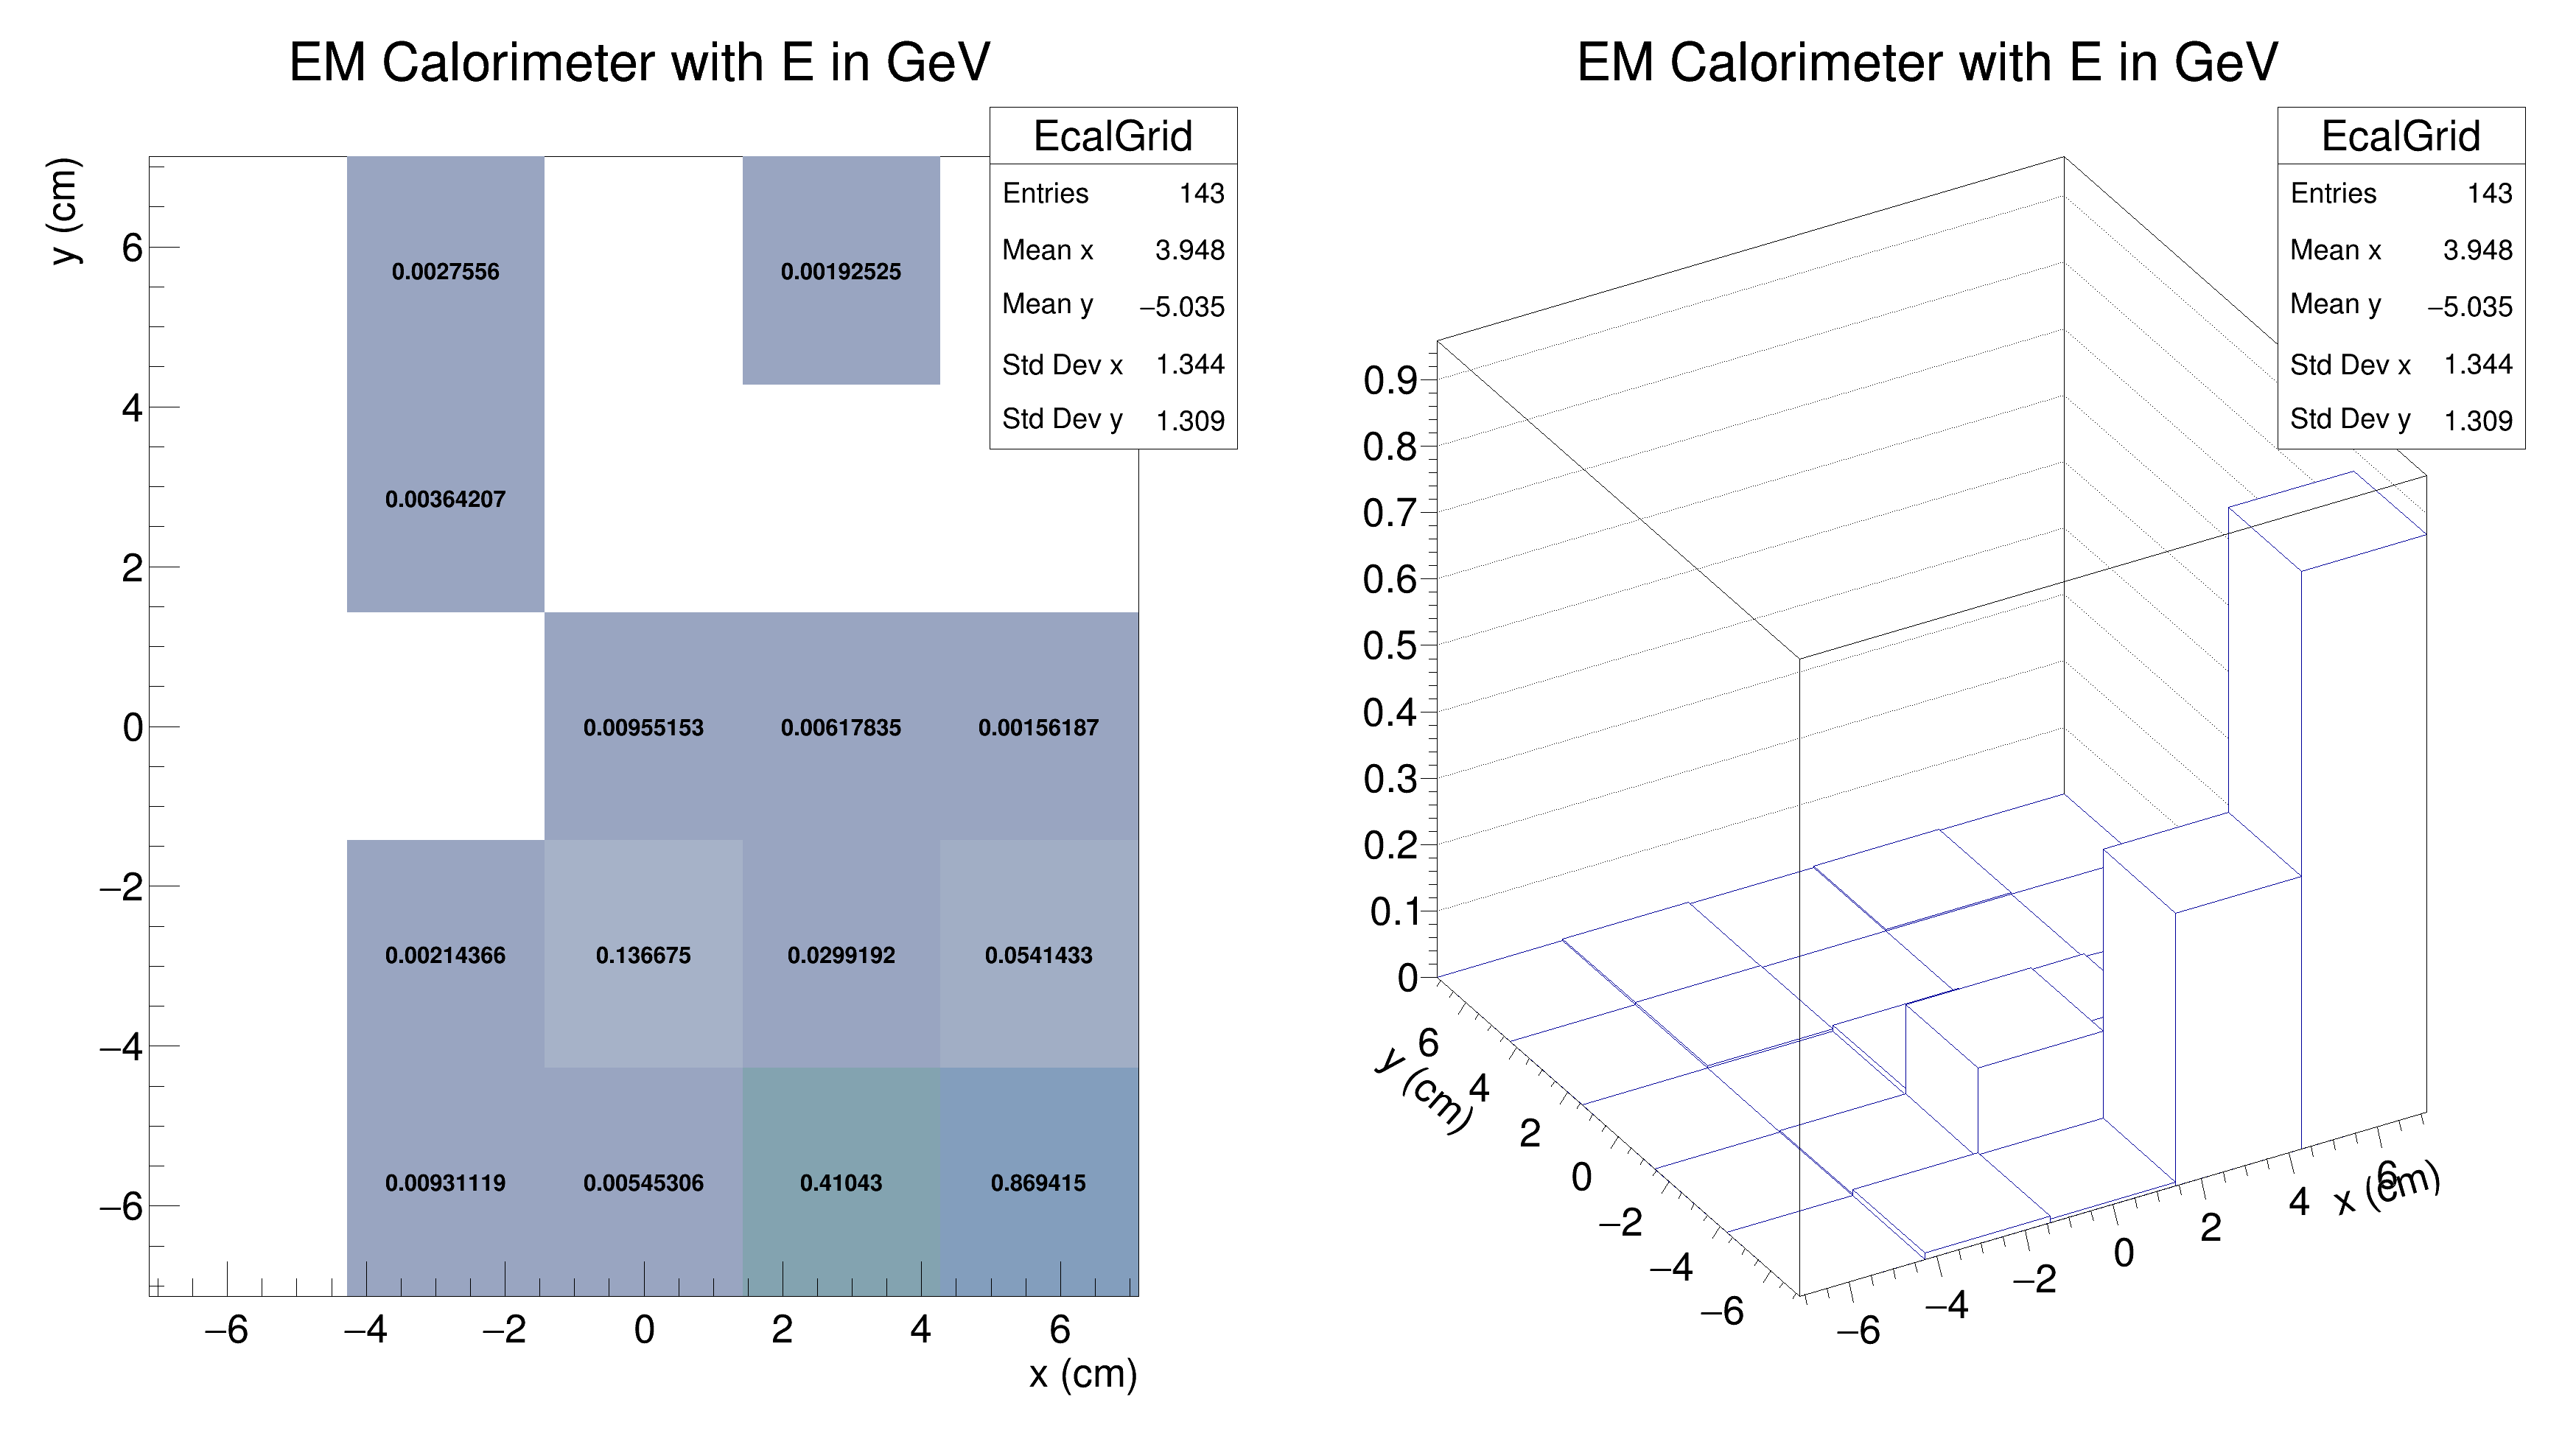 EM Calorimeter with E in GeV
EcalGrid
Entries 143
Mean x 3.948
Mean y −5.035
Std Dev x 1.344
Std Dev y 1.309
y (cm)
6
4
2
0
−2
−4
−6
0.0027556 0.00192525
0.00364207
0.00955153 0.00617835 0.00156187
0.00214366 0.136675 0.0299192 0.0541433
0.00931119 0.00545306 0.41043 0.869415
−6 −4 −2 0 2 4 6
x (cm)
EM Calorimeter with E in GeV
EcalGrid
Entries 143
Mean x 3.948
Mean y −5.035
Std Dev x 1.344
Std Dev y 1.309
0.9
0.8
0.7
0.6
0.5
0.4
0.3
0.2
0.1
0
6
4
2
0
−2
−4
−6
y (cm)
−6
−4
−2
0
2
4
6
x (cm)